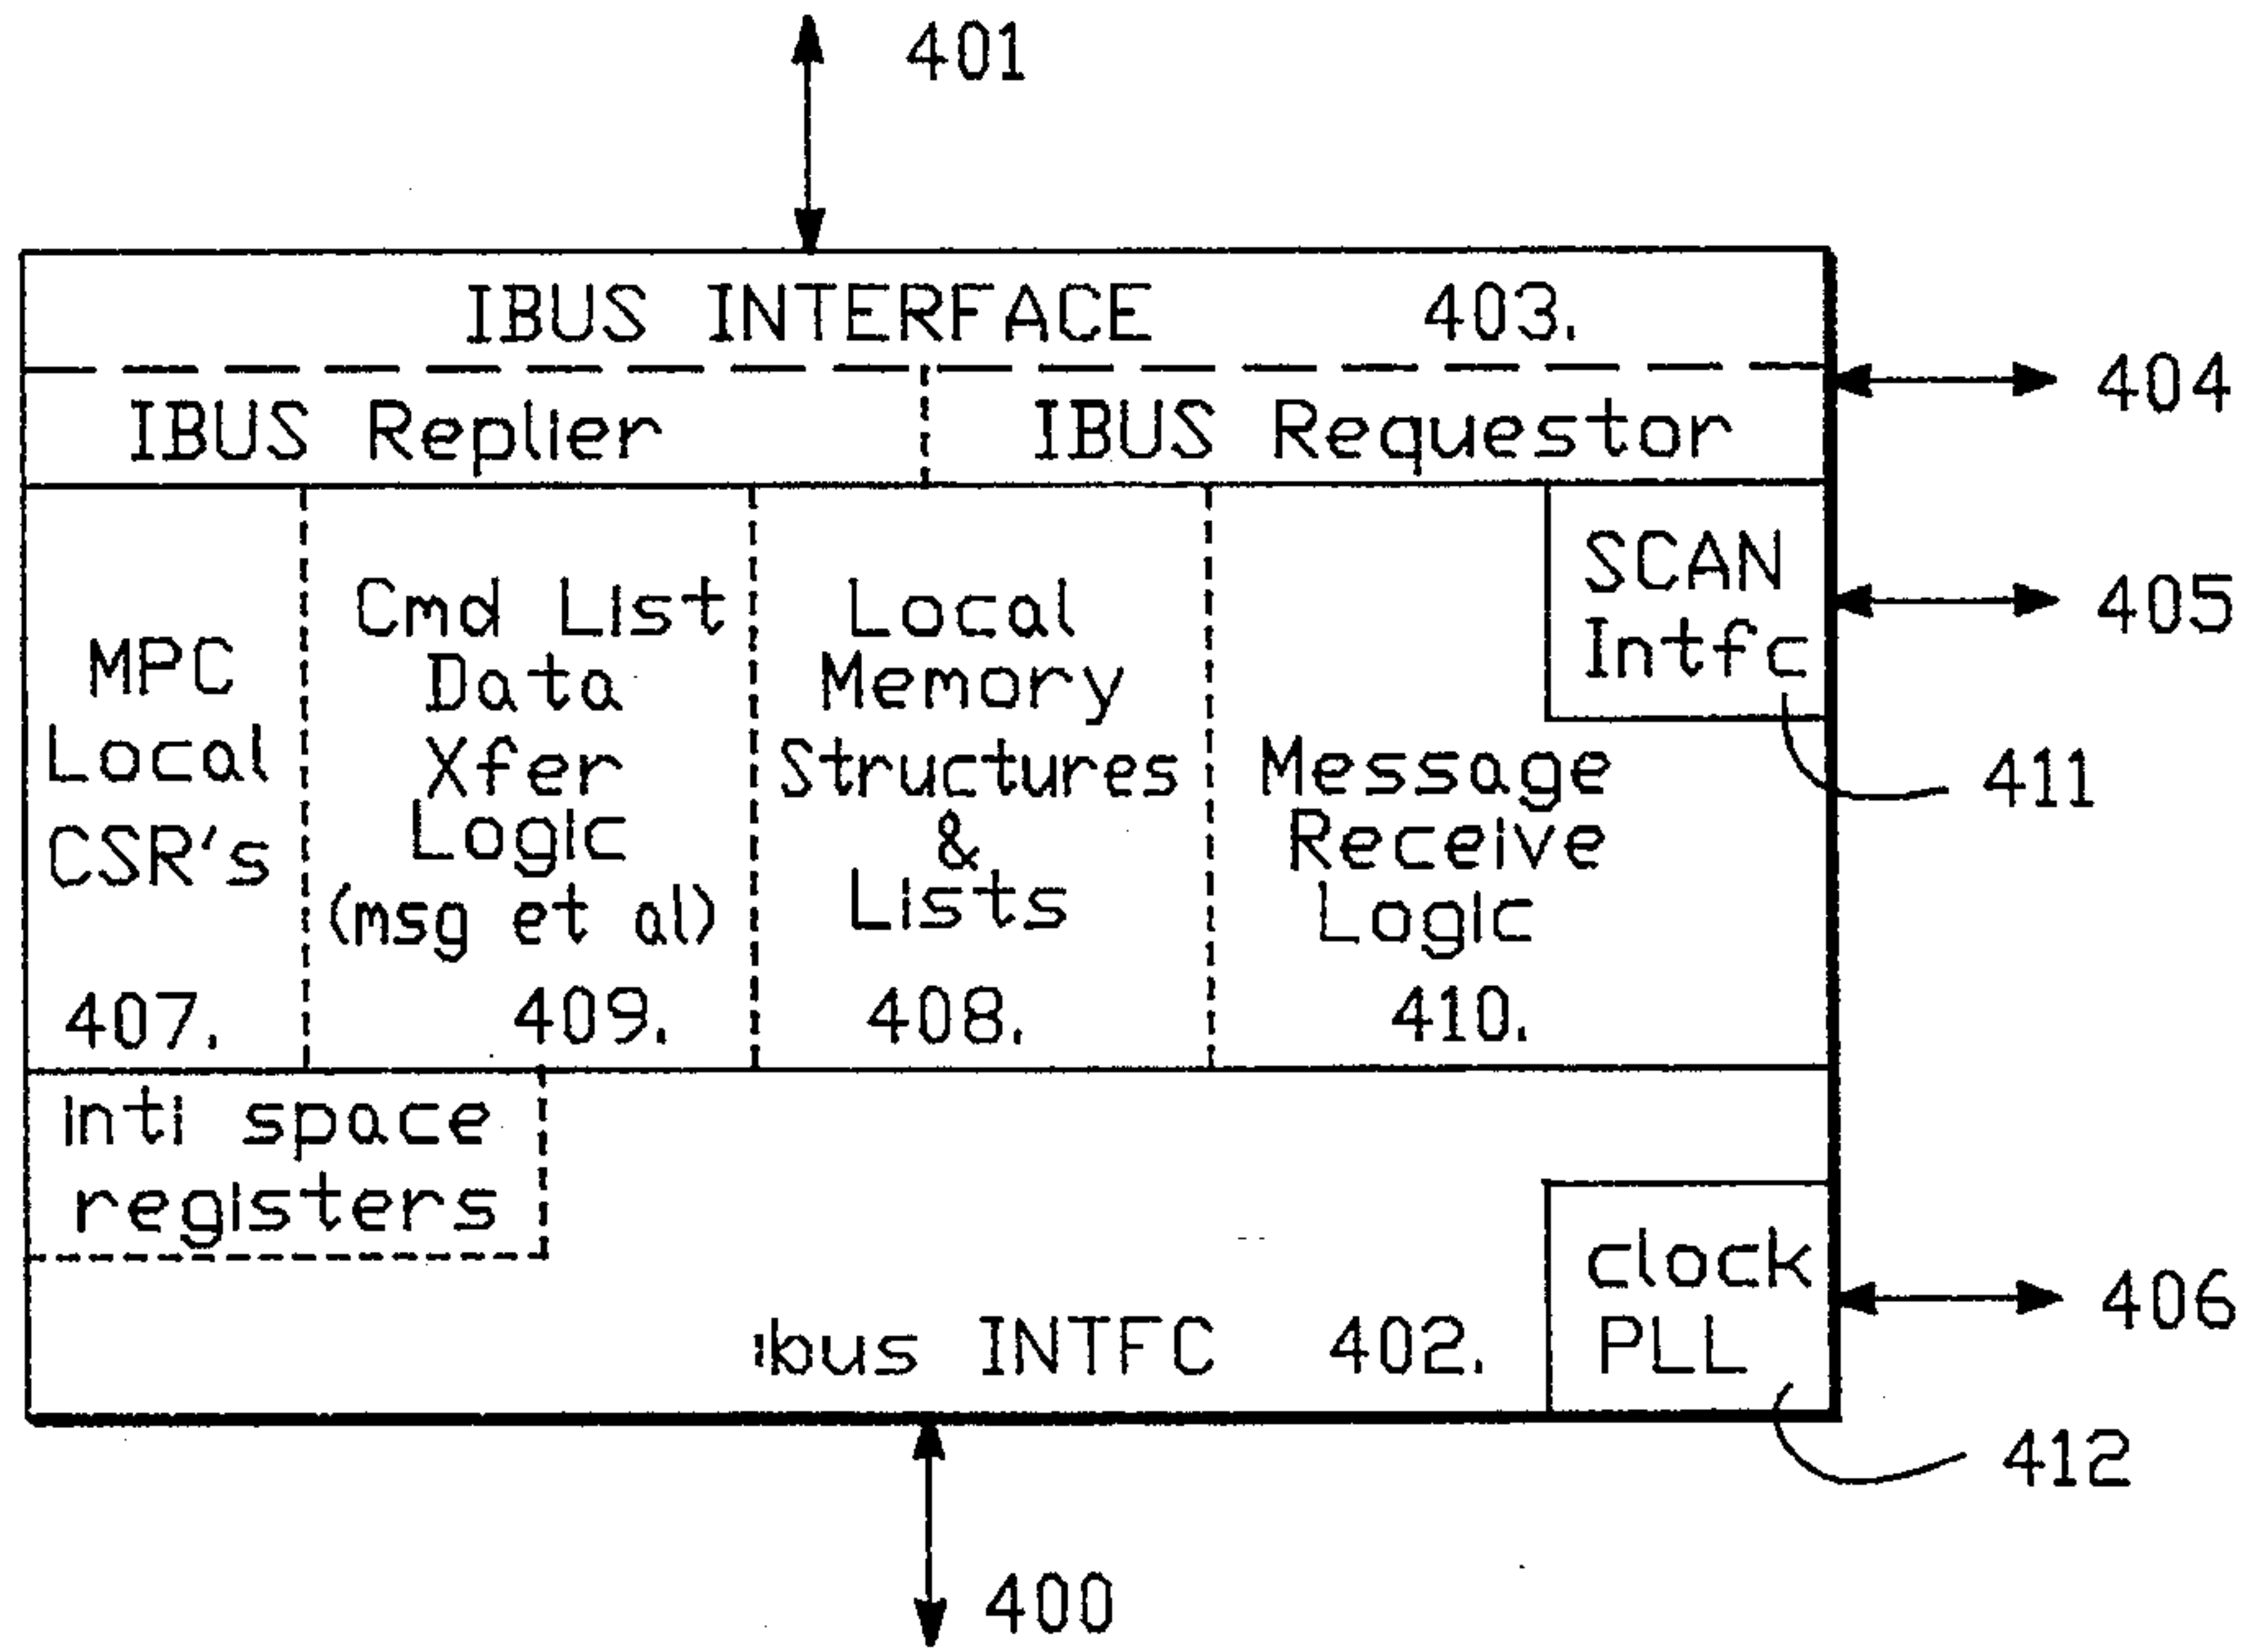 401
IBUS INTERFACE 403.
404
IBUS Replier
IBUS Requestor
SCAN
Intfc
405
411
MPC
Local
CSR's
407.
Cmd List
Data
Xfer
Logic
(msg et al)
409.
Local
Memory
Structures
&
Lists
408.
Message
Receive
Logic
410.
Inti space
registers
clock
PLL
406
ibus INTFC 402.
412
400